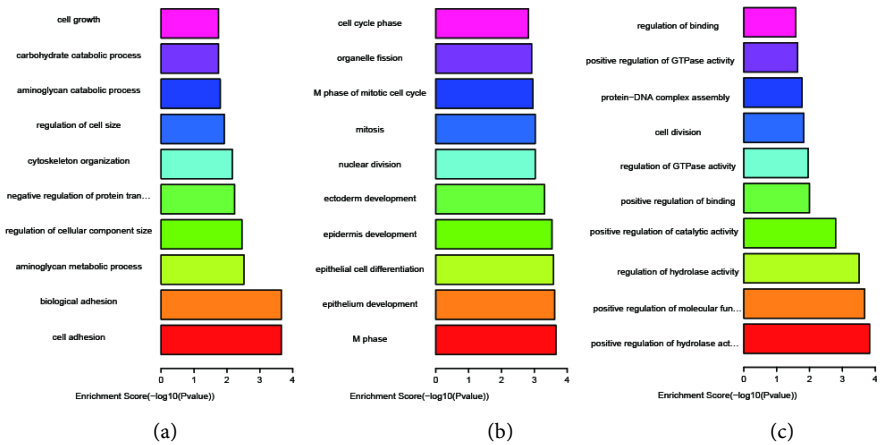 cell growth
carbohydrate catabolic process
aminoglycan catabolic process
regulation of cell size
cytoskeleton organization
negative regulation of protein tran...
regulation of cellular component size
aminoglycan metabolic process
biological adhesion
cell adhesion
0 1 2 3 4
Enrichment Score(−log10(Pvalue))
(a)
cell cycle phase
organelle fission
M phase of mitotic cell cycle
mitosis
nuclear division
ectoderm development
epidermis development
epithelial cell differentiation
epithelium development
M phase
0 1 2 3 4
Enrichment Score(−log10(Pvalue))
(b)
regulation of binding
positive regulation of GTPase activity
protein−DNA complex assembly
cell division
regulation of GTPase activity
positive regulation of binding
positive regulation of catalytic activity
regulation of hydrolase activity
positive regulation of molecular fun...
positive regulation of hydrolase act...
0 1 2 3 4
Enrichment Score(−log10(Pvalue))
(c)